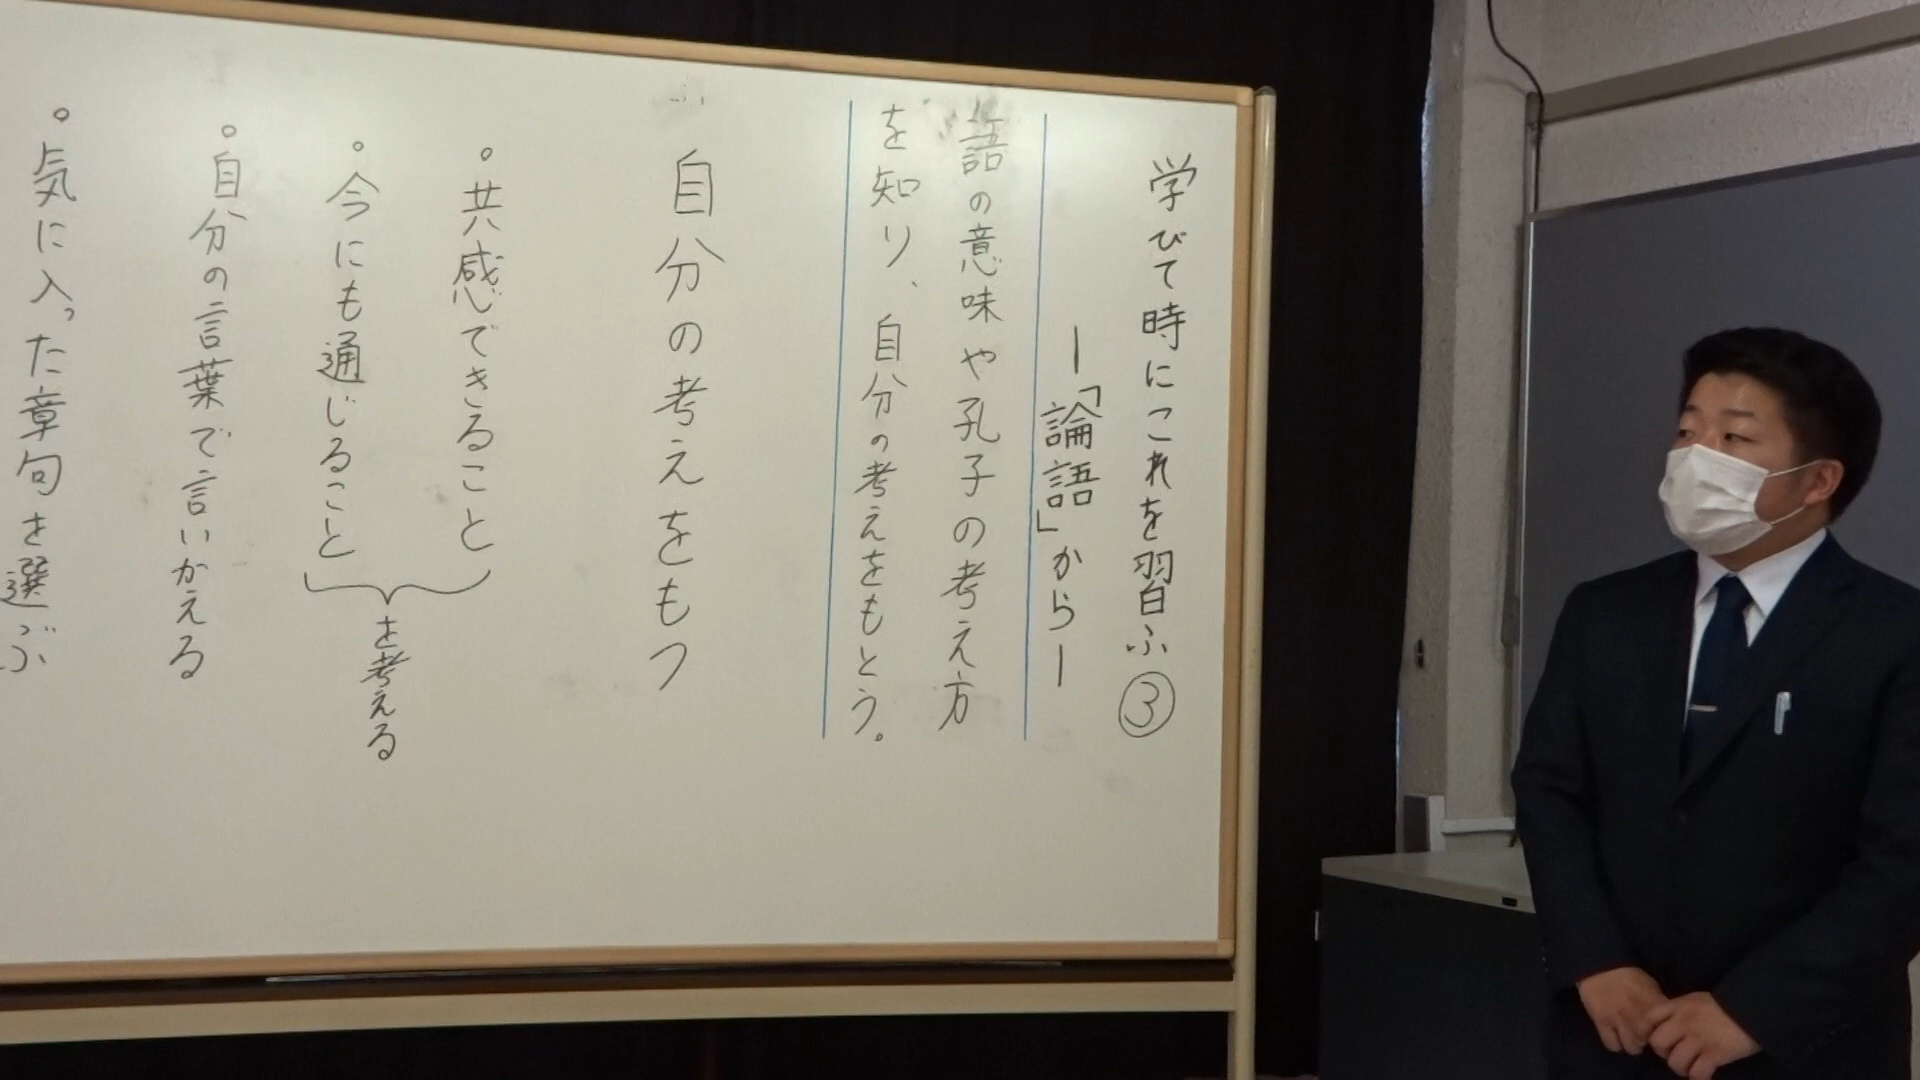 学びて時にこれを習ふ③
―「論語」から―
語の意味や孔子の考え方
を知り、自分の考えをもとう。
自分の考えをもつ
・共感できること
・今にも通じること
を考える
・自分の言葉で言いかえる
・気に入った章句を選ぶ